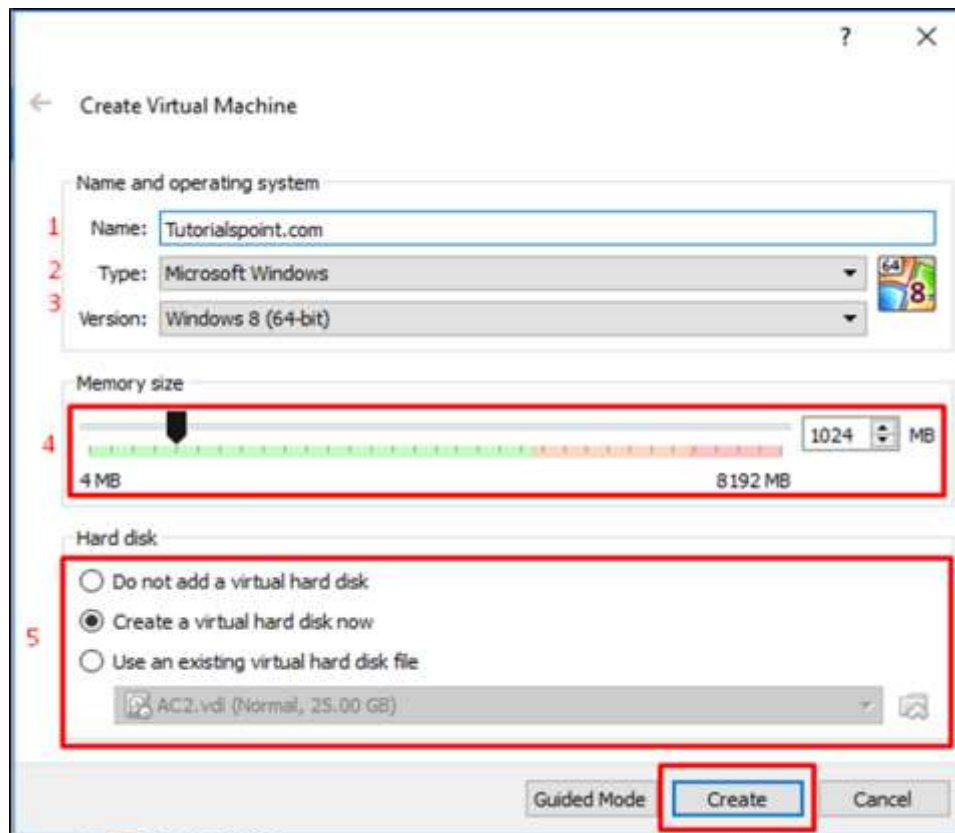 ?
Create Virtual Machine
Name and operating system
1 Name: Tutorialspoint.com
2 Type: Microsoft Windows
64
8
3 Version: Windows 8 (64-bit)
Memory size
4
1024 MB
4 MB 8192 MB
Hard disk
Do not add a virtual hard disk
Create a virtual hard disk now
5
Use an existing virtual hard disk file
AC2.vdi (Normal, 25.00 GB)
Guided Mode Create Cancel